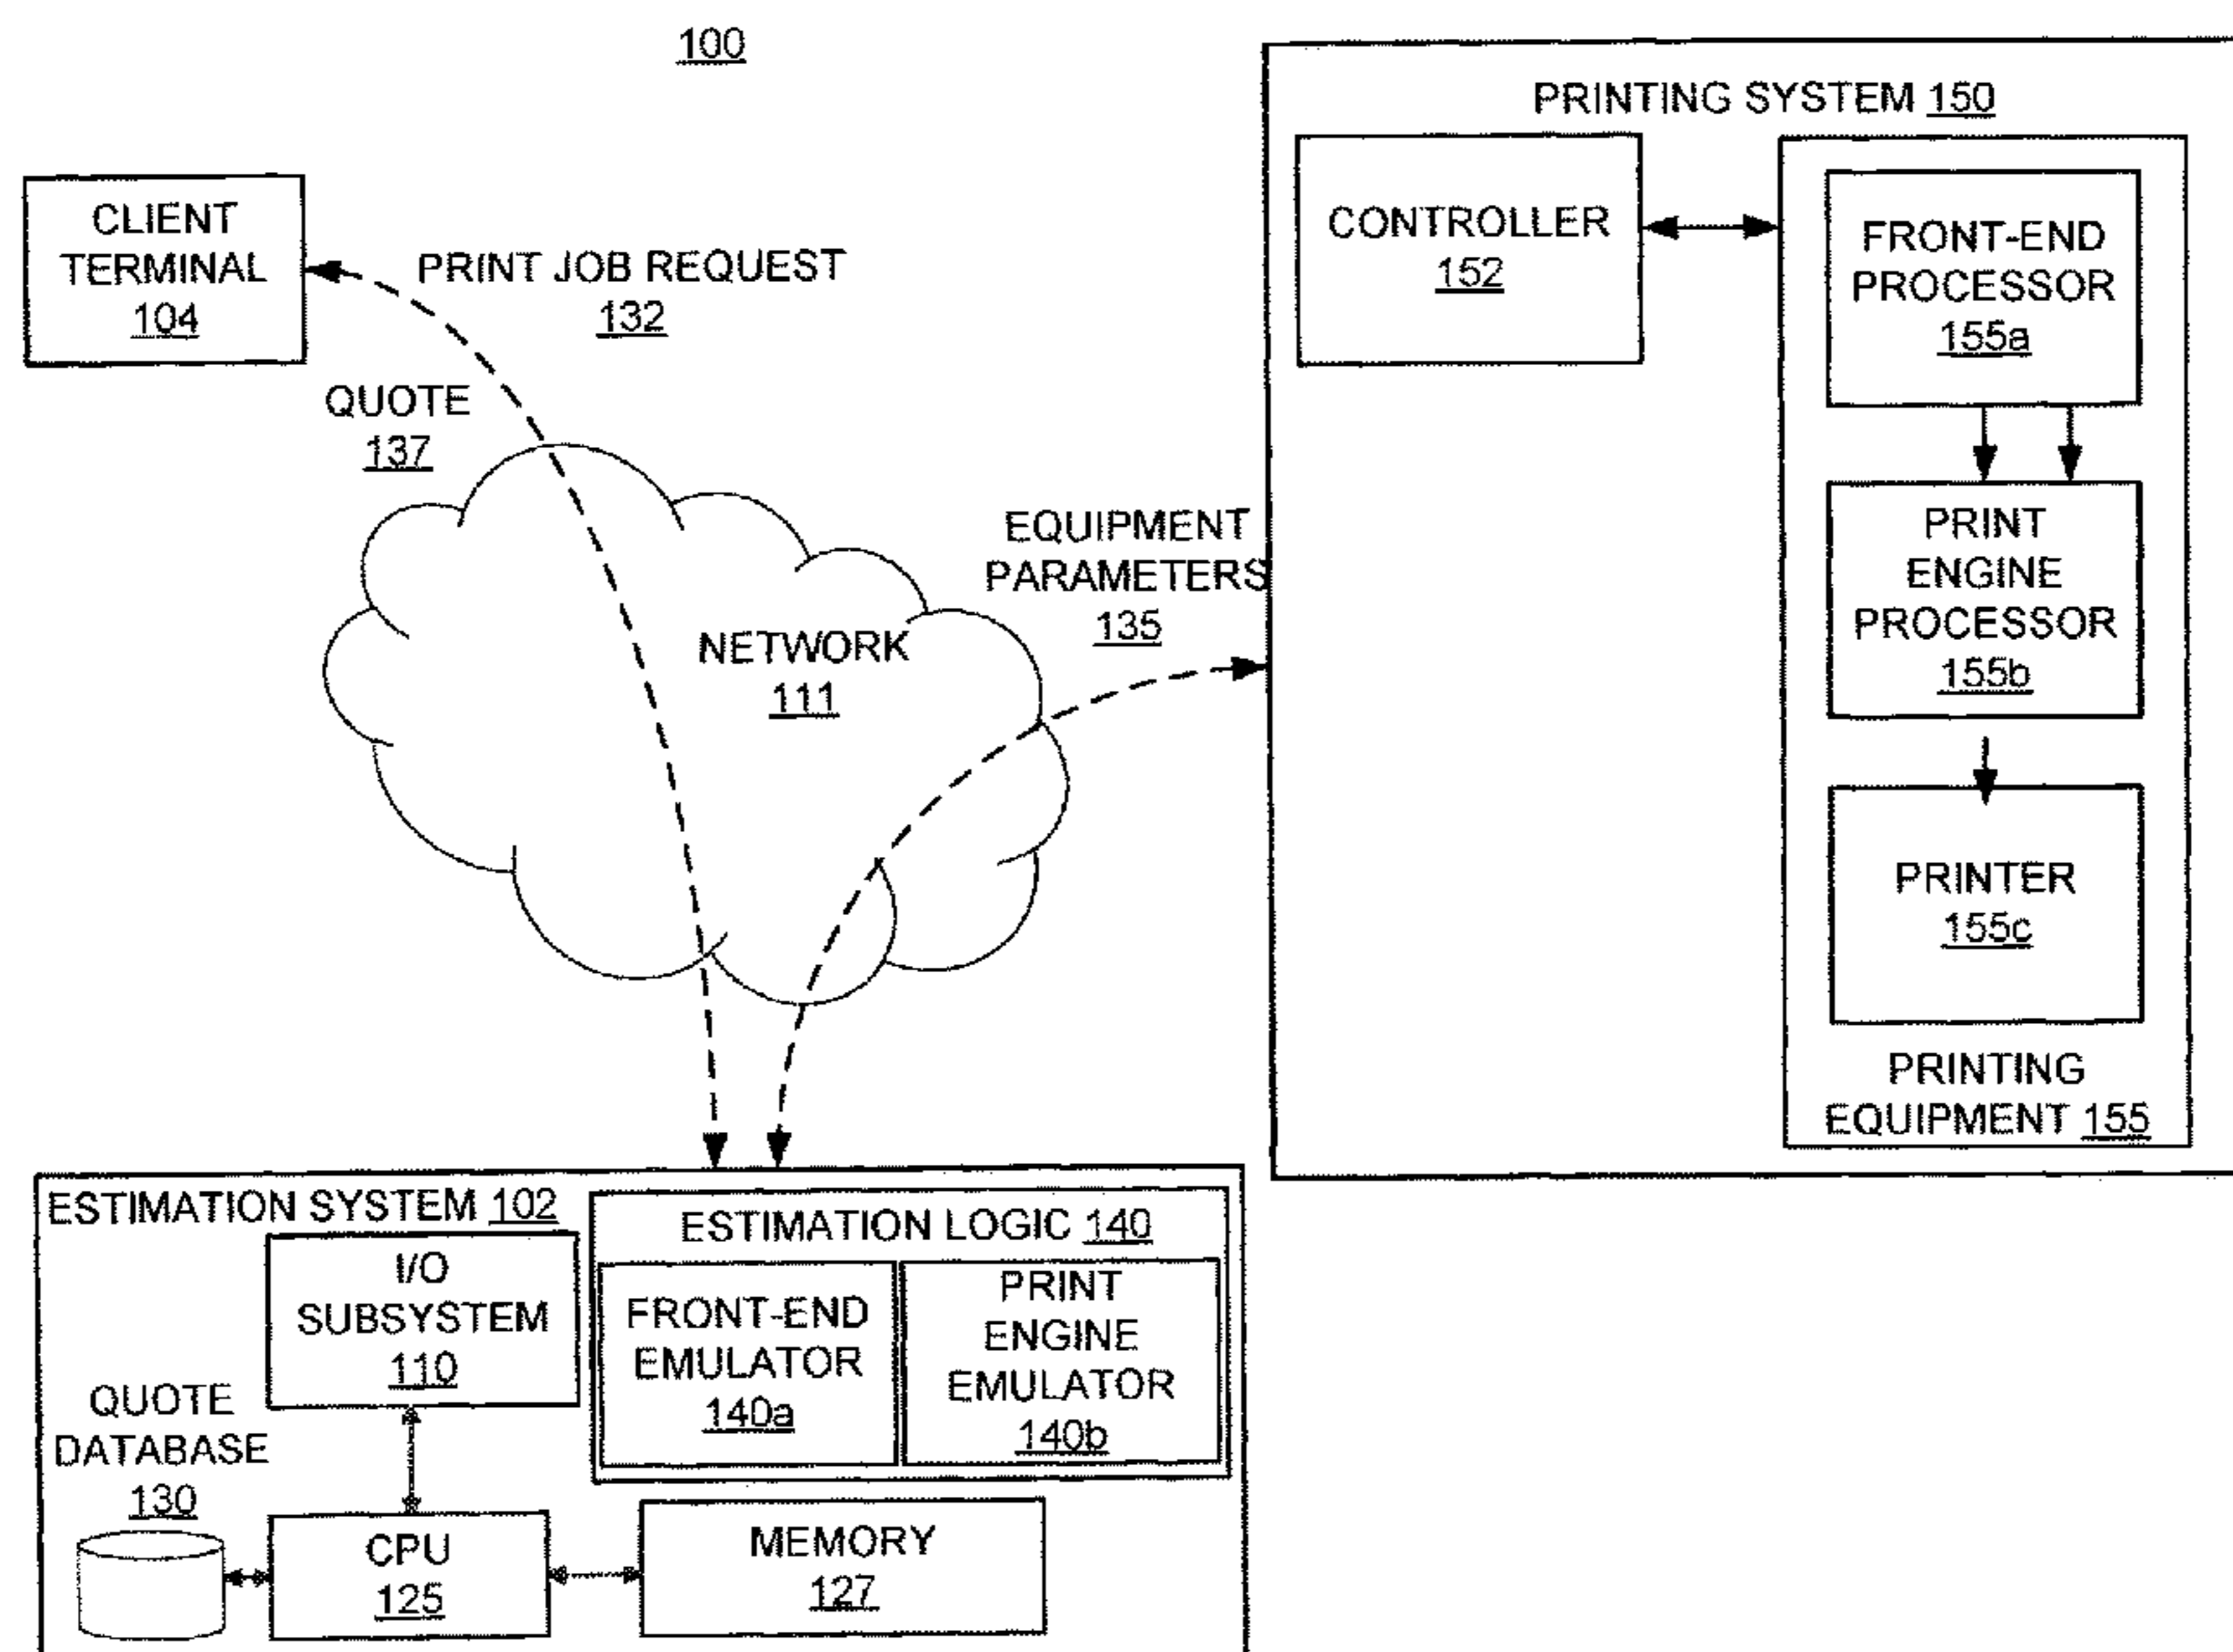 100
PRINTING SYSTEM 150
CONTROLLER
152
FRONT-END
PROCESSOR
155a
PRINT
ENGINE
PROCESSOR
155b
PRINTER
155c
PRINTING
EQUIPMENT 155
CLIENT
TERMINAL
104
PRINT JOB REQUEST
132
QUOTE
137
NETWORK
111
EQUIPMENT
PARAMETERS
135
ESTIMATION SYSTEM 102
I/O
SUBSYSTEM
110
ESTIMATION LOGIC 140
FRONT-END
EMULATOR
140a
PRINT
ENGINE
EMULATOR
140b
QUOTE
DATABASE
130
CPU
125
MEMORY
127